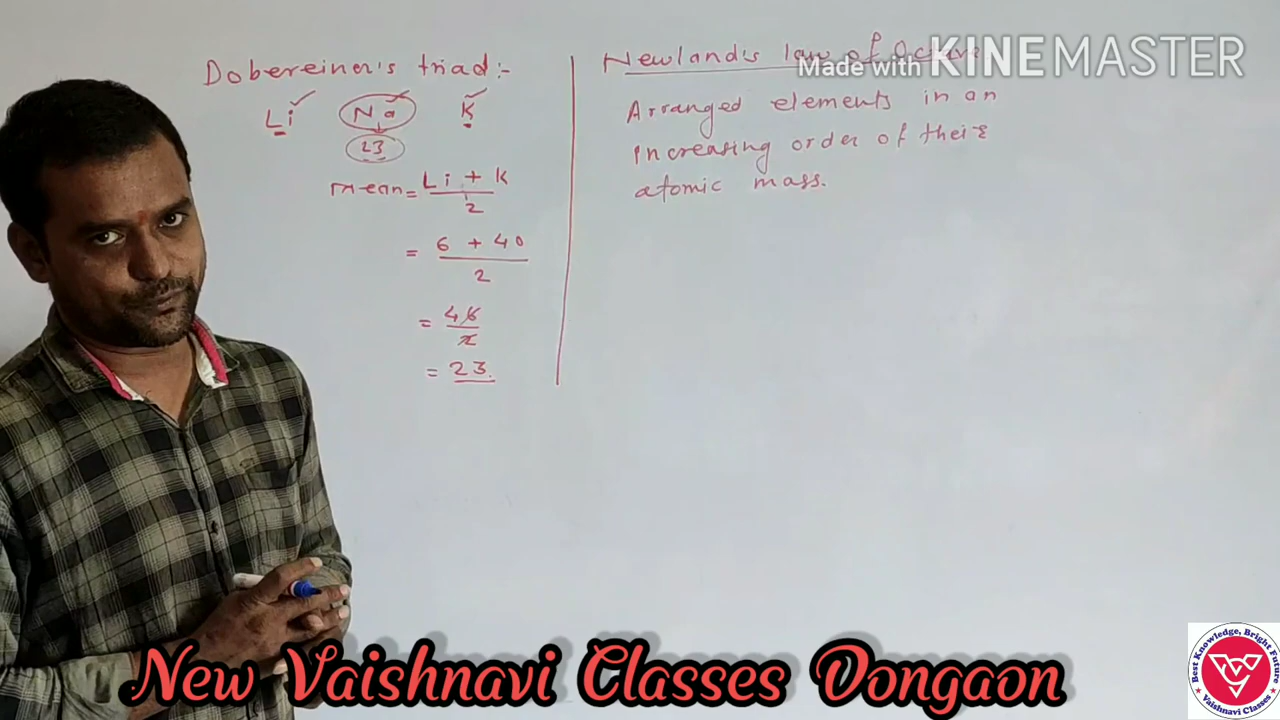 Dobereiner's triad:-
Li Na K
23
mean = Li + K
2
= 6 + 40
2
= 46
2
= 23.
Newland's law of Octave
Arranged elements in an
increasing order of their
atomic mass.
Made with KINEMASTER
New Vaishnavi Classes Dongaon
Best Knowledge, Bright Future
Vaishnavi Classes